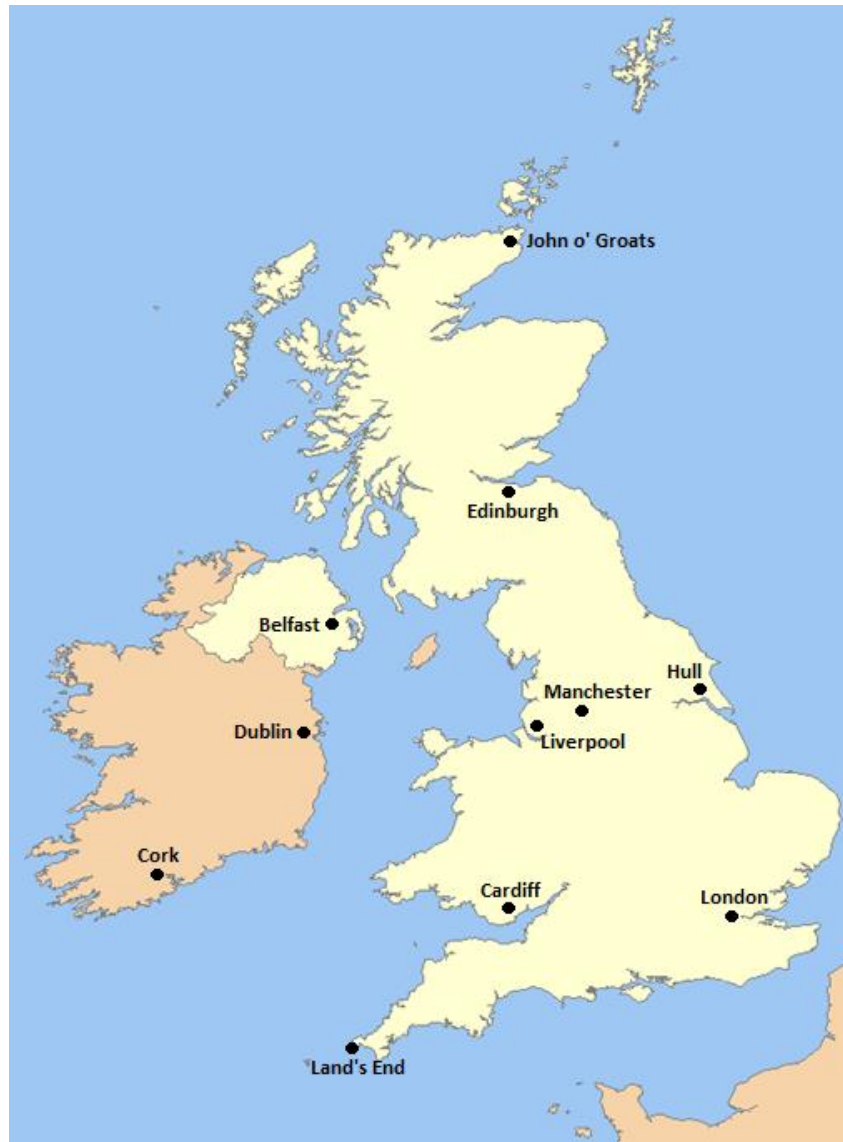 John o' Groats
Edinburgh
Belfast
Hull
Manchester
Dublin
Liverpool
Cork
Cardiff
London
Land's End